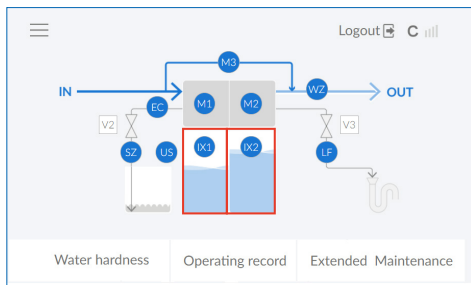 Logout C
M3
IN WZ OUT
EC M1 M2
V2 V3
SZ US IX1 IX2 LF
Water hardness Operating record Extended Maintenance